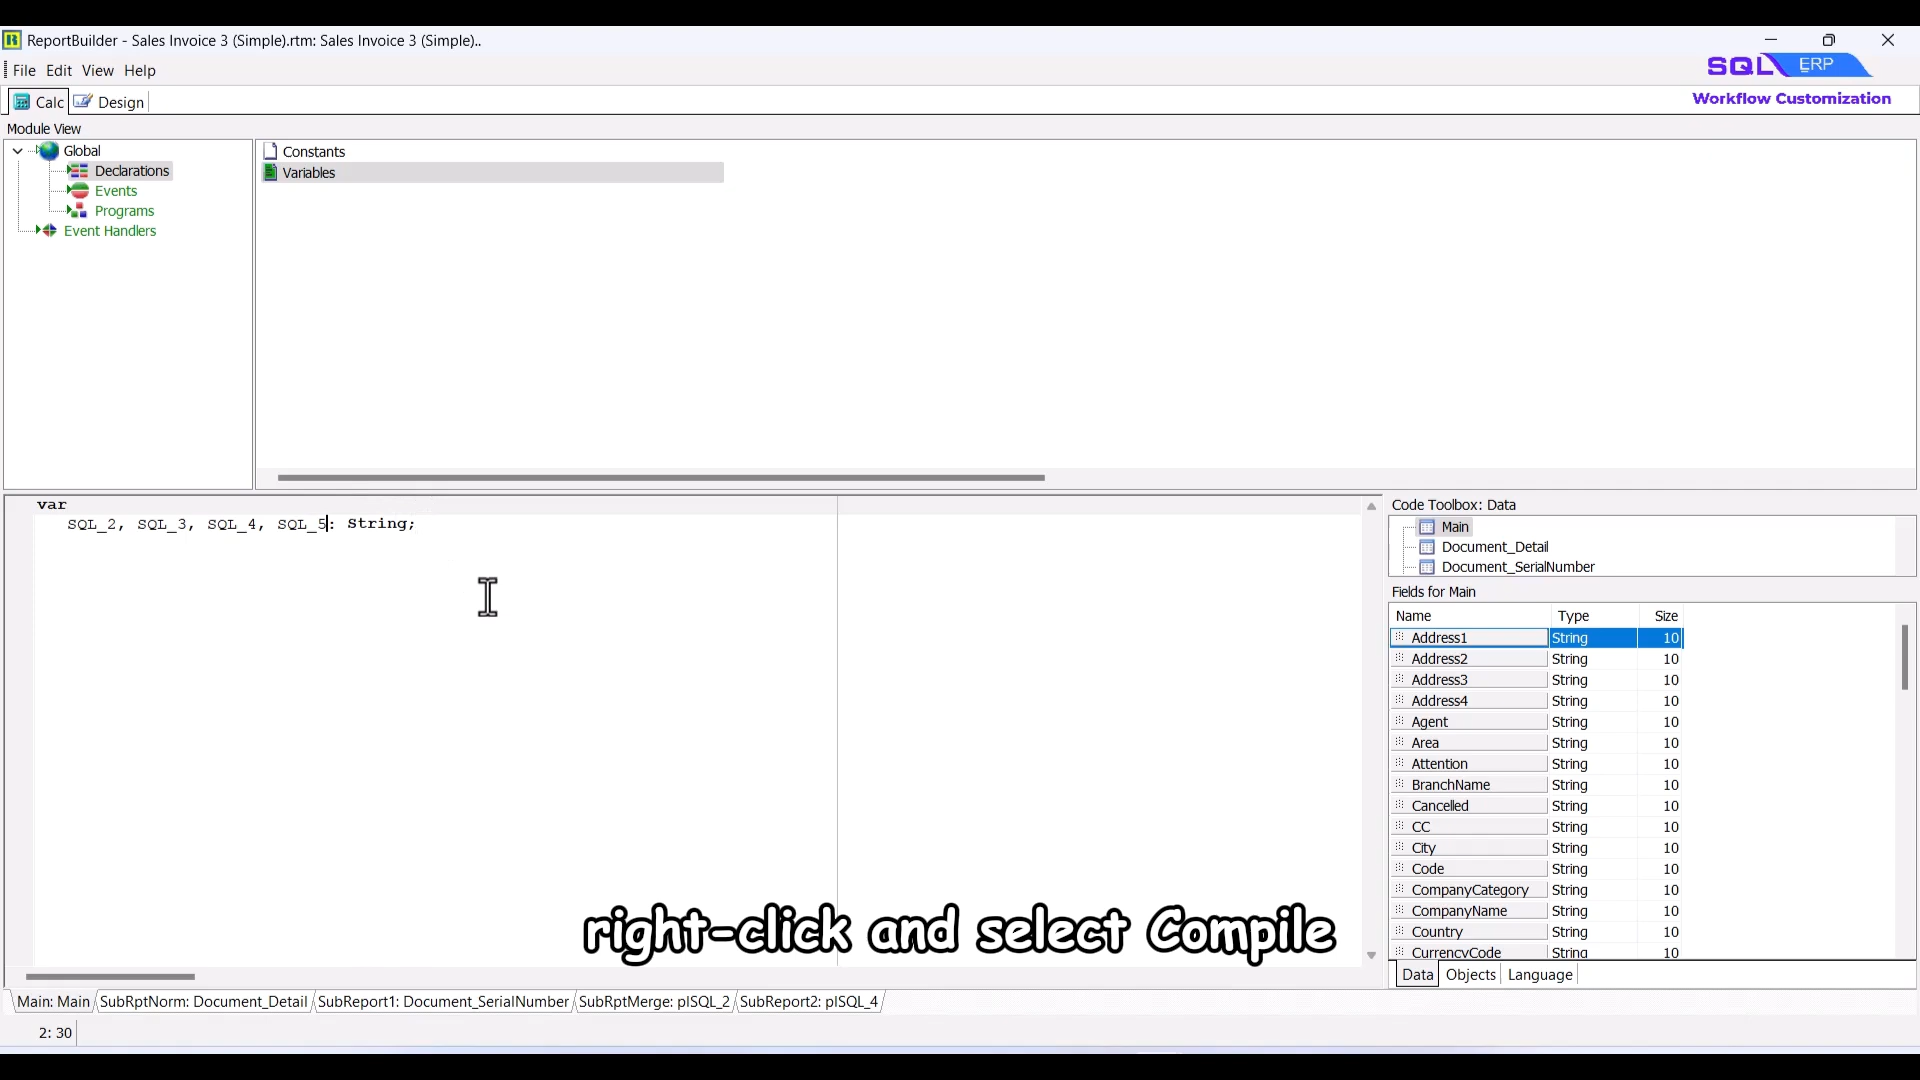 ReportBuilder - Sales Invoice 3 (Simple).rtm: Sales Invoice 3 (Simple)..
File Edit View Help
SQL ERP
Workflow Customization
Calc Design
Module View
Global
Declarations
Events
Programs
Event Handlers
Constants
Variables
var
SQL_2, SQL_3, SQL_4, SQL_5: String;
Code Toolbox: Data
Main
Document_Detail
Document_SerialNumber
Fields for Main
Name Type Size
Address1 String 10
Address2 String 10
Address3 String 10
Address4 String 10
Agent String 10
Area String 10
Attention String 10
BranchName String 10
Cancelled String 10
CC String 10
City String 10
Code String 10
CompanyCategory String 10
CompanyName String 10
Country String 10
CurrencyCode String 10
Data Objects Language
right-click and select Compile
Main: Main SubRptNorm: Document_Detail SubReport1: Document_SerialNumber SubRptMerge: plSQL_2 SubReport2: plSQL_4
2: 30